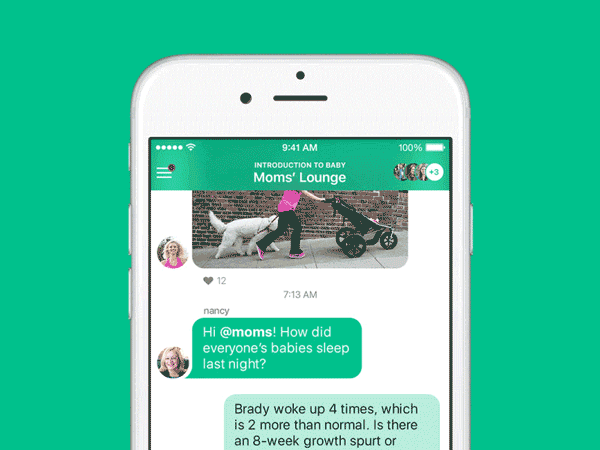 9:41 AM
100%
INTRODUCTION TO BABY
Moms' Lounge
+3
12
7:13 AM
nancy
Hi @moms! How did
everyone's babies sleep
last night?
Brady woke up 4 times, which
is 2 more than normal. Is there
an 8-week growth spurt or